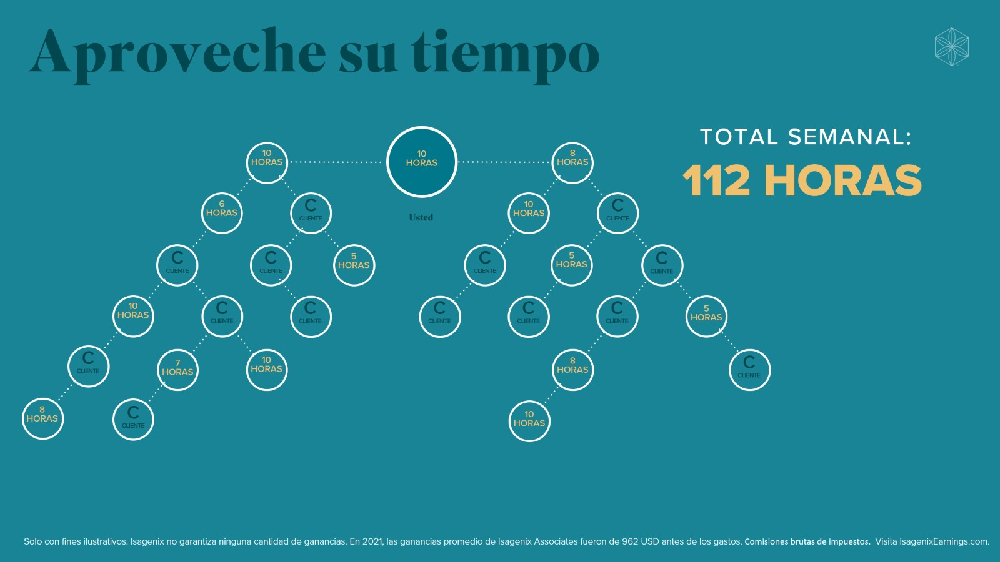 Aproveche su tiempo
TOTAL SEMANAL:
112 HORAS
10
HORAS
10
HORAS
8
HORAS
Usted
6
HORAS
C
CLIENTE
10
HORAS
C
CLIENTE
C
CLIENTE
C
CLIENTE
5
HORAS
C
CLIENTE
5
HORAS
C
CLIENTE
10
HORAS
C
CLIENTE
C
CLIENTE
C
CLIENTE
C
CLIENTE
C
CLIENTE
5
HORAS
C
CLIENTE
7
HORAS
10
HORAS
8
HORAS
C
CLIENTE
8
HORAS
C
CLIENTE
10
HORAS
Solo con fines ilustrativos. Isagenix no garantiza ninguna cantidad de ganancias. En 2021, las ganancias promedio de Isagenix Associates fueron de 962 USD antes de los gastos. Comisiones brutas de impuestos. Visita IsagenixEarnings.com.